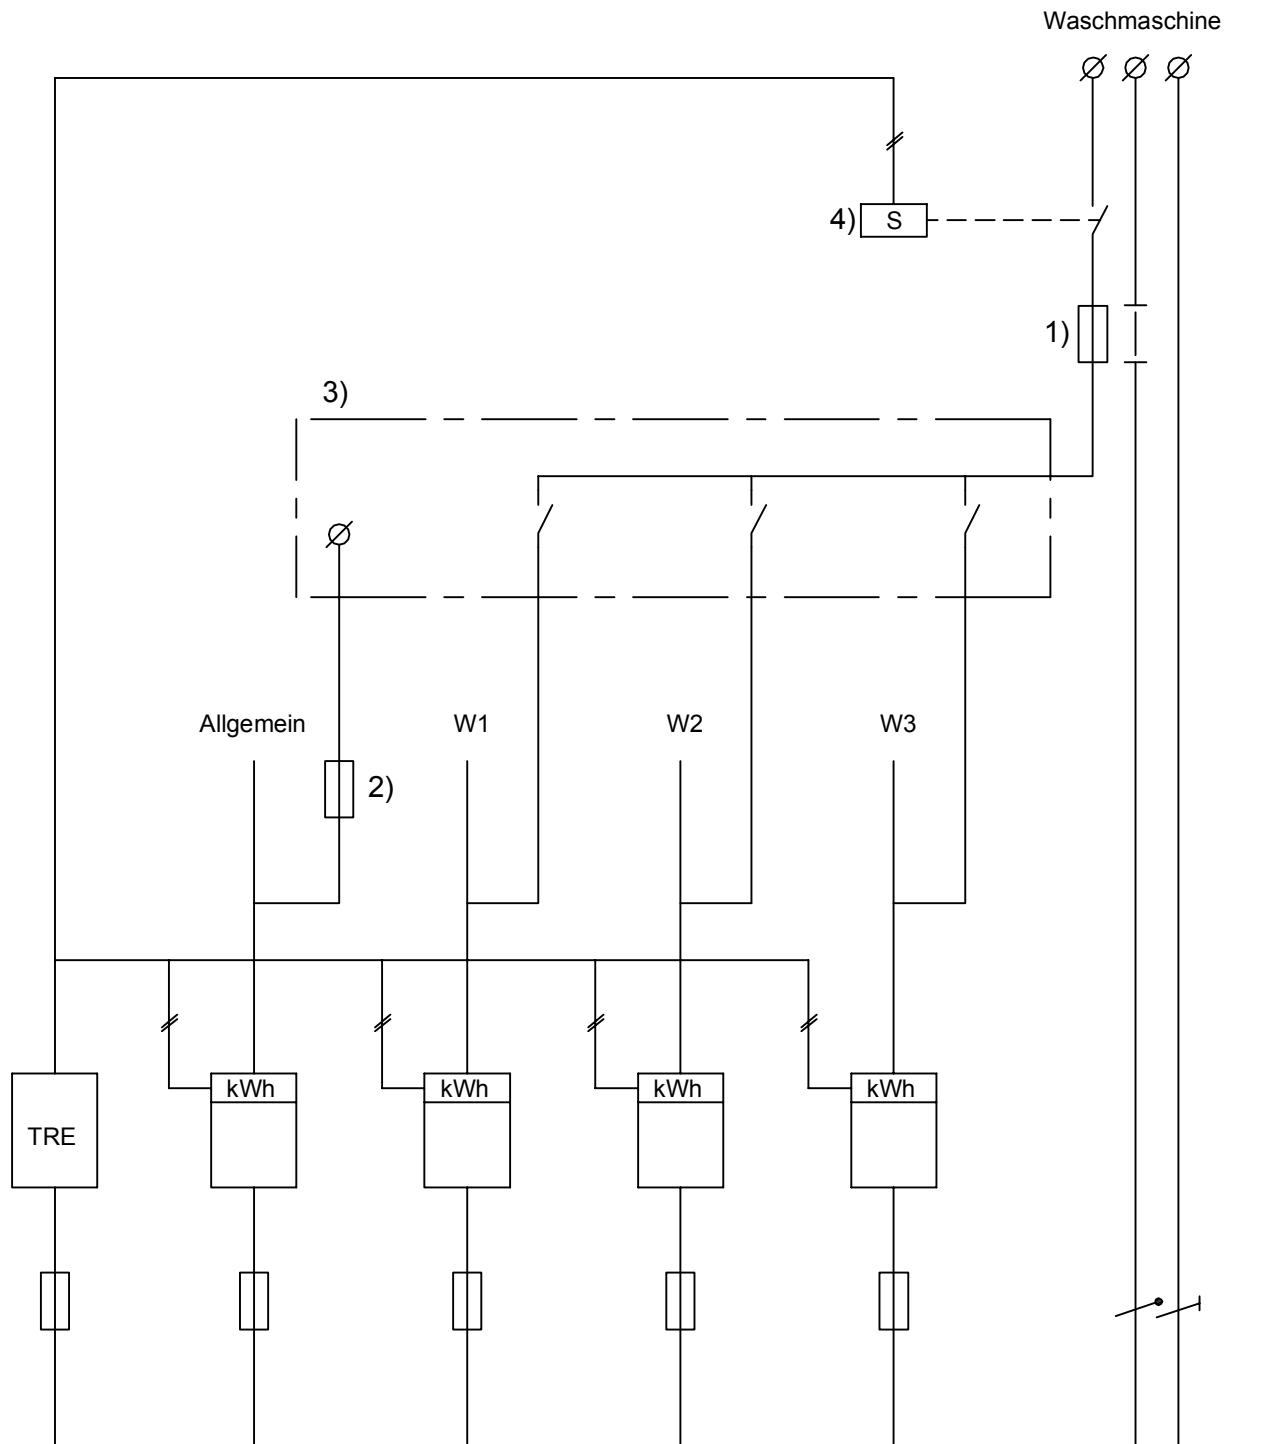 Waschmaschine
4) S
1)
3)
Allgemein W1 W2 W3
2)
kWh kWh kWh kWh
TRE